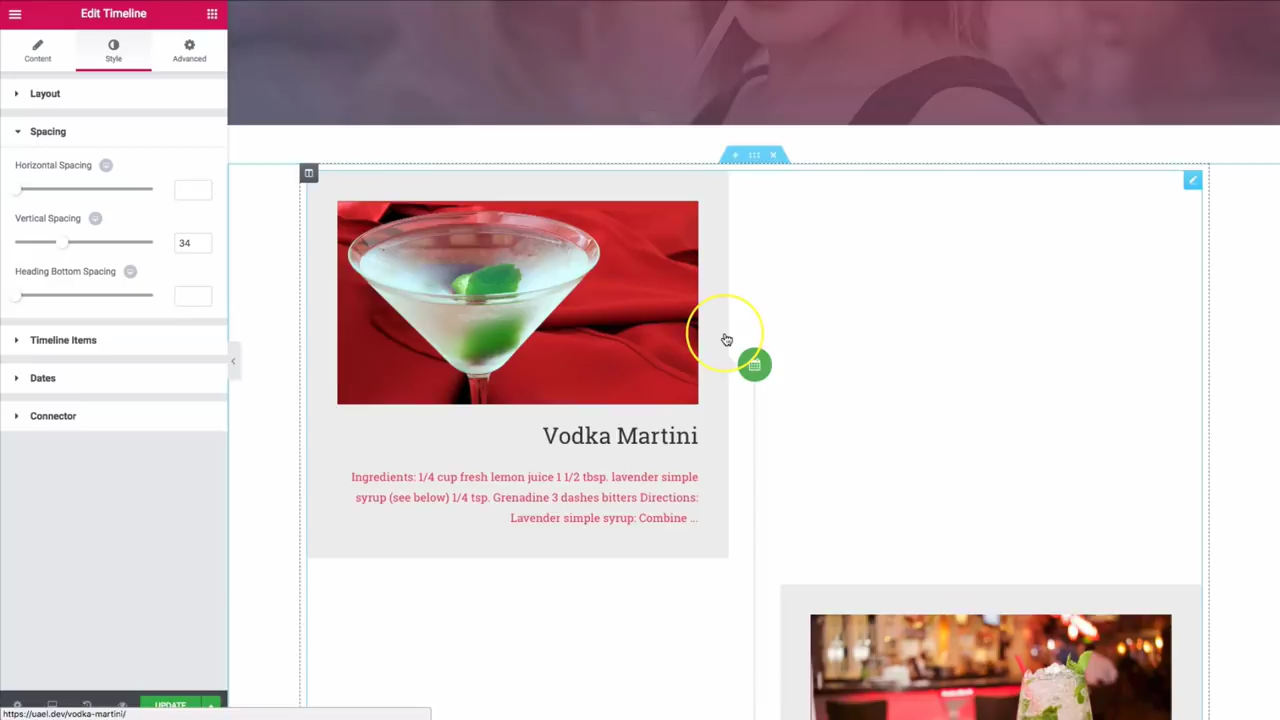 Edit Timeline
Content
Style
Advanced
Layout
Spacing
Horizontal Spacing
Vertical Spacing
34
Heading Bottom Spacing
Timeline Items
Dates
Connector
Vodka Martini
Ingredients: 1/4 cup fresh lemon juice 1 1/2 tbsp. lavender simple
syrup (see below) 1/4 tsp. Grenadine 3 dashes bitters Directions:
Lavender simple syrup: Combine ...
UPDATE
https://uael.dev/vodka-martini/